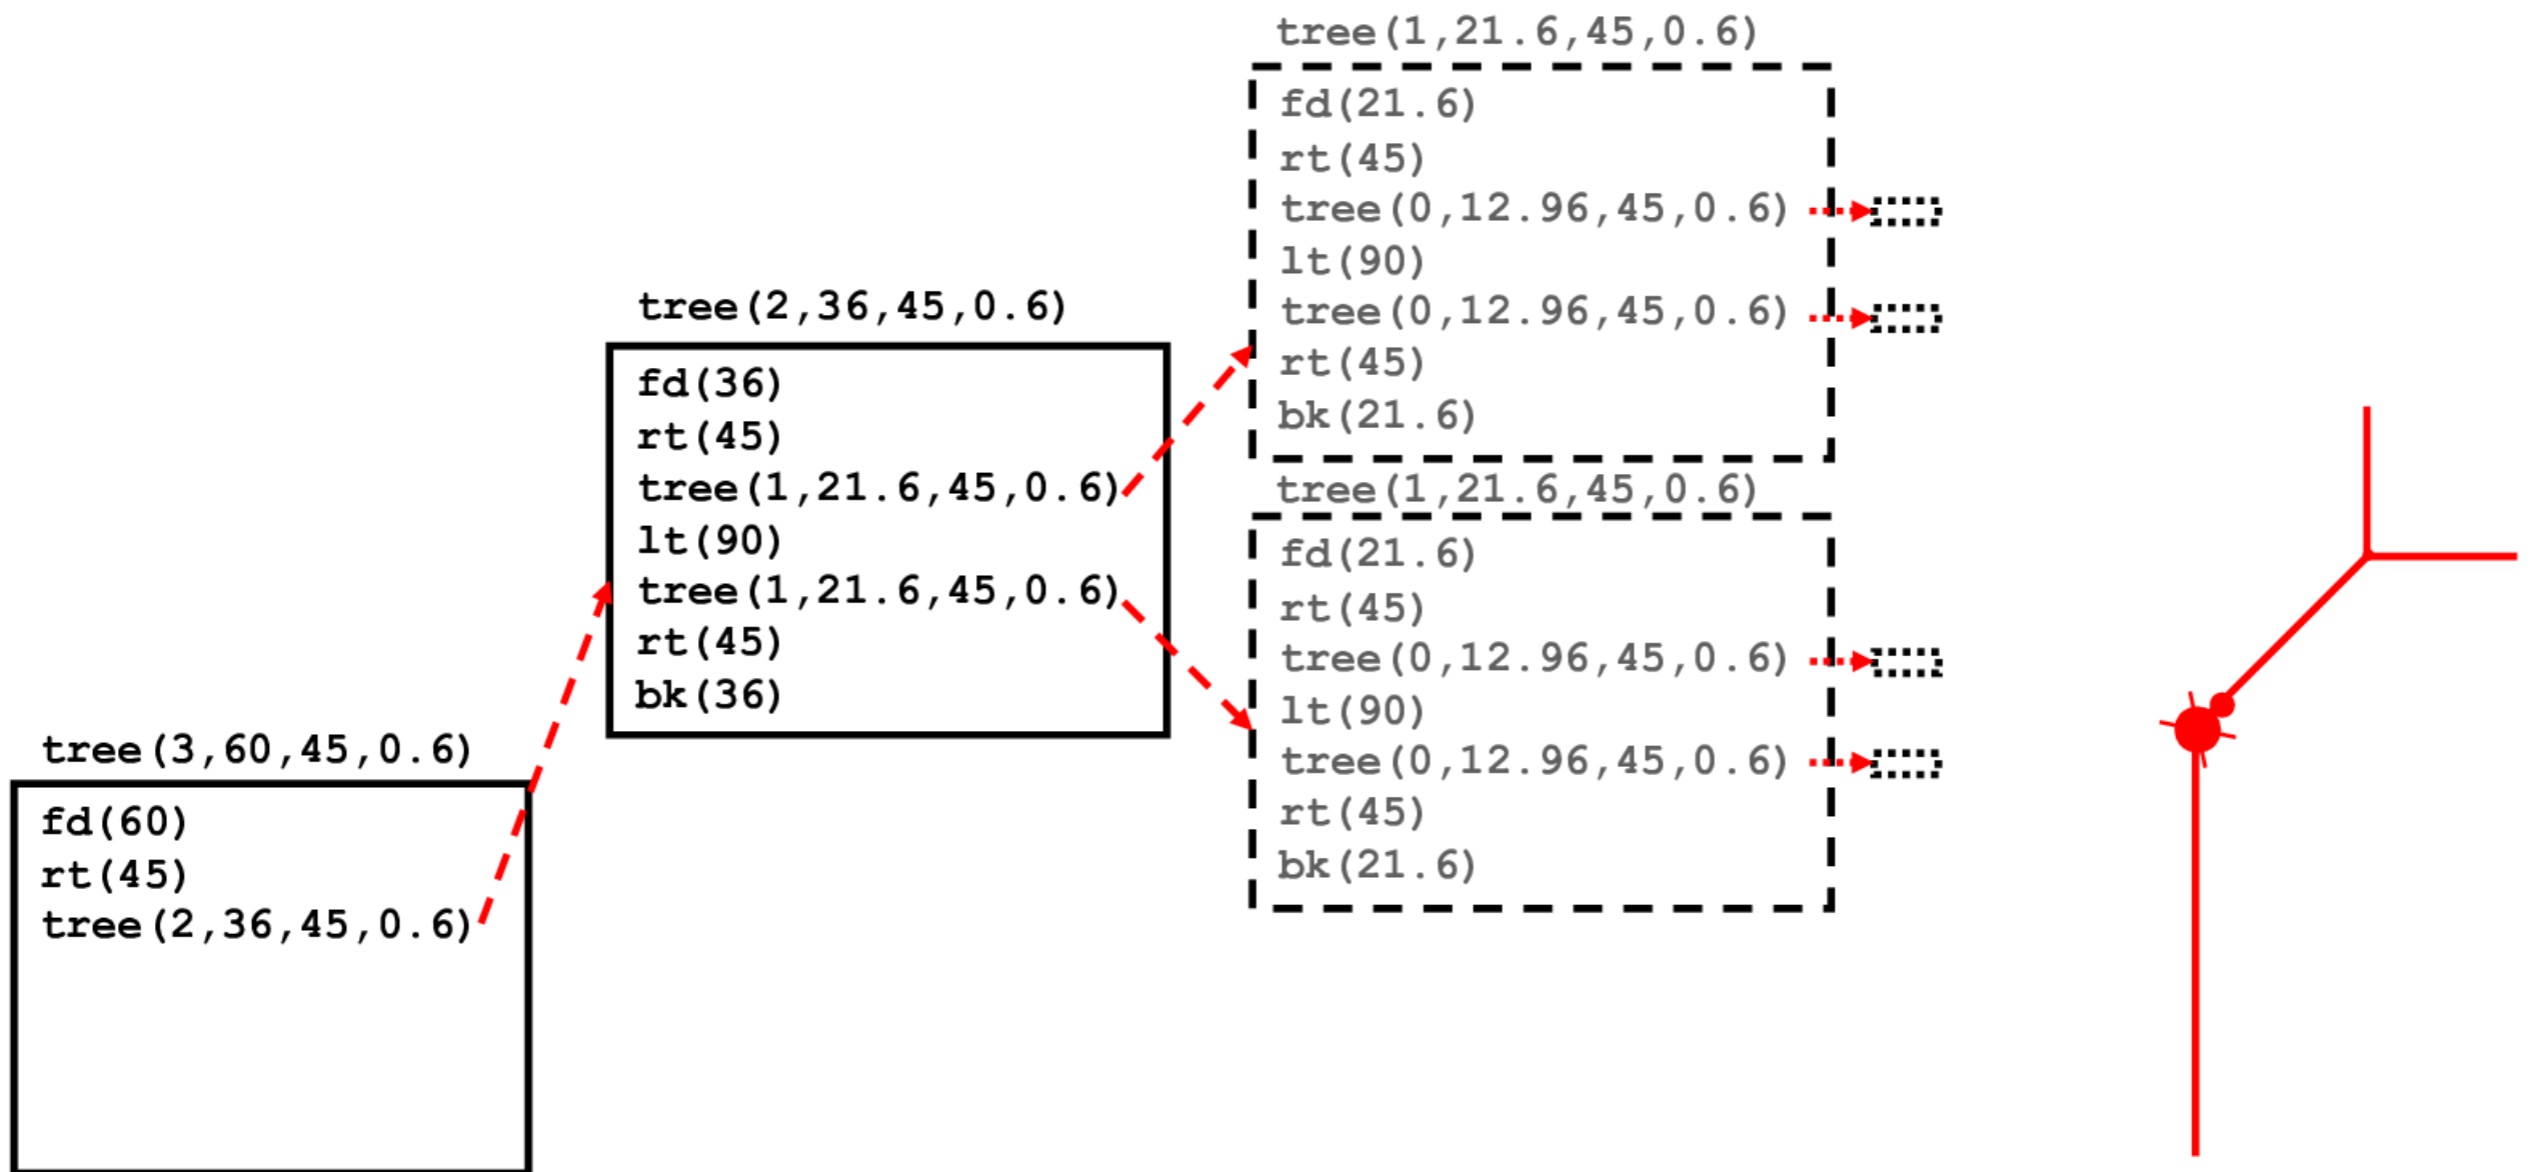 tree(3,60,45,0.6)
fd(60)
rt(45)
tree(2,36,45,0.6)
tree(2,36,45,0.6)
fd(36)
rt(45)
tree(1,21.6,45,0.6)
lt(90)
tree(1,21.6,45,0.6)
rt(45)
bk(36)
tree(1,21.6,45,0.6)
fd(21.6)
rt(45)
tree(0,12.96,45,0.6)
lt(90)
tree(0,12.96,45,0.6)
rt(45)
bk(21.6)
tree(1,21.6,45,0.6)
fd(21.6)
rt(45)
tree(0,12.96,45,0.6)
lt(90)
tree(0,12.96,45,0.6)
rt(45)
bk(21.6)